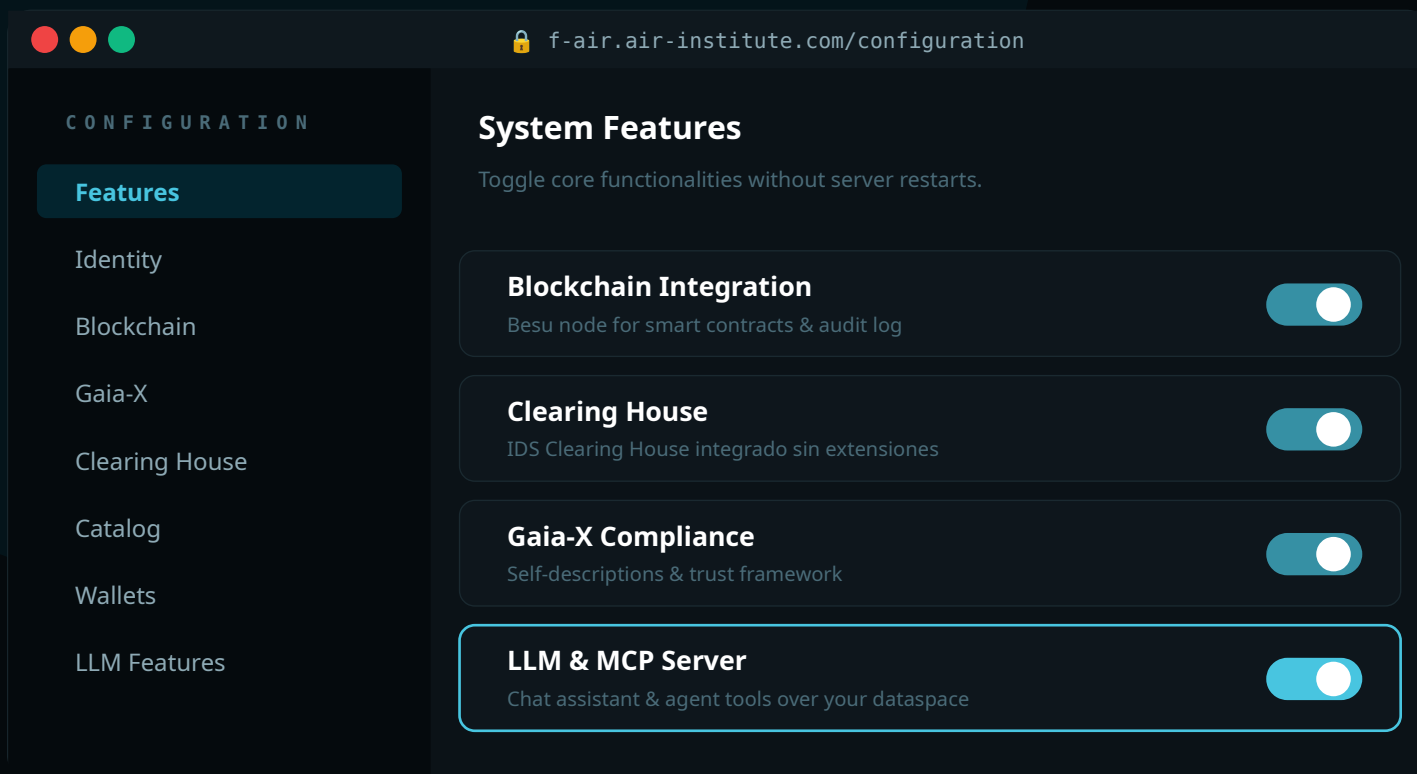 🔒 f-air.air-institute.com/configuration
CONFIGURATION
Features
Identity
Blockchain
Gaia-X
Clearing House
Catalog
Wallets
LLM Features
System Features
Toggle core functionalities without server restarts.
Blockchain Integration
Besu node for smart contracts & audit log
Clearing House
IDS Clearing House integrado sin extensiones
Gaia-X Compliance
Self-descriptions & trust framework
LLM & MCP Server
Chat assistant & agent tools over your dataspace